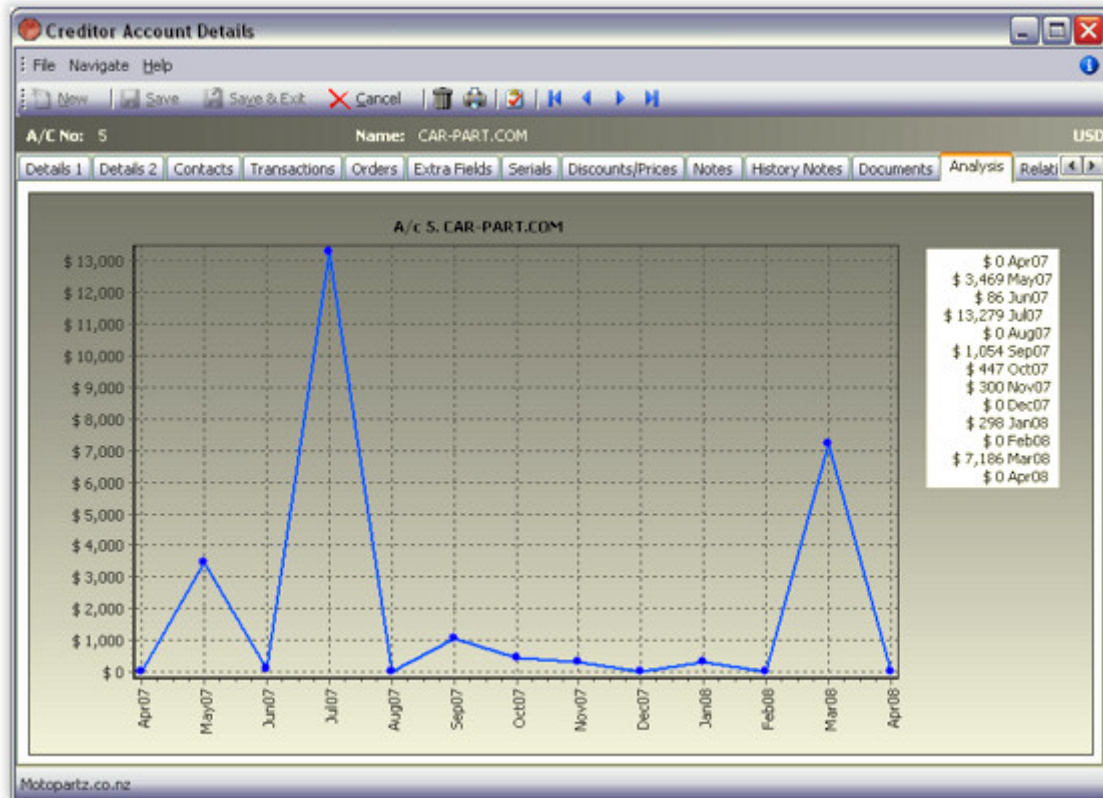 Creditor Account Details
File Navigate Help
New Save Save & Exit Cancel
A/C No: 5 Name: CAR-PART.COM USD
Details 1 Details 2 Contacts Transactions Orders Extra Fields Serials Discounts/Prices Notes History Notes Documents Analysis Relati
A/c 5. CAR-PART.COM
$ 13,000
$ 12,000
$ 11,000
$ 10,000
$ 9,000
$ 8,000
$ 7,000
$ 6,000
$ 5,000
$ 4,000
$ 3,000
$ 2,000
$ 1,000
$ 0
Apr07 May07 Jun07 Jul07 Aug07 Sep07 Oct07 Nov07 Dec07 Jan08 Feb08 Mar08 Apr08
$ 0 Apr07
$ 3,469 May07
$ 86 Jun07
$ 13,279 Jul07
$ 0 Aug07
$ 1,054 Sep07
$ 447 Oct07
$ 300 Nov07
$ 0 Dec07
$ 298 Jan08
$ 0 Feb08
$ 7,186 Mar08
$ 0 Apr08
Motopartz.co.nz